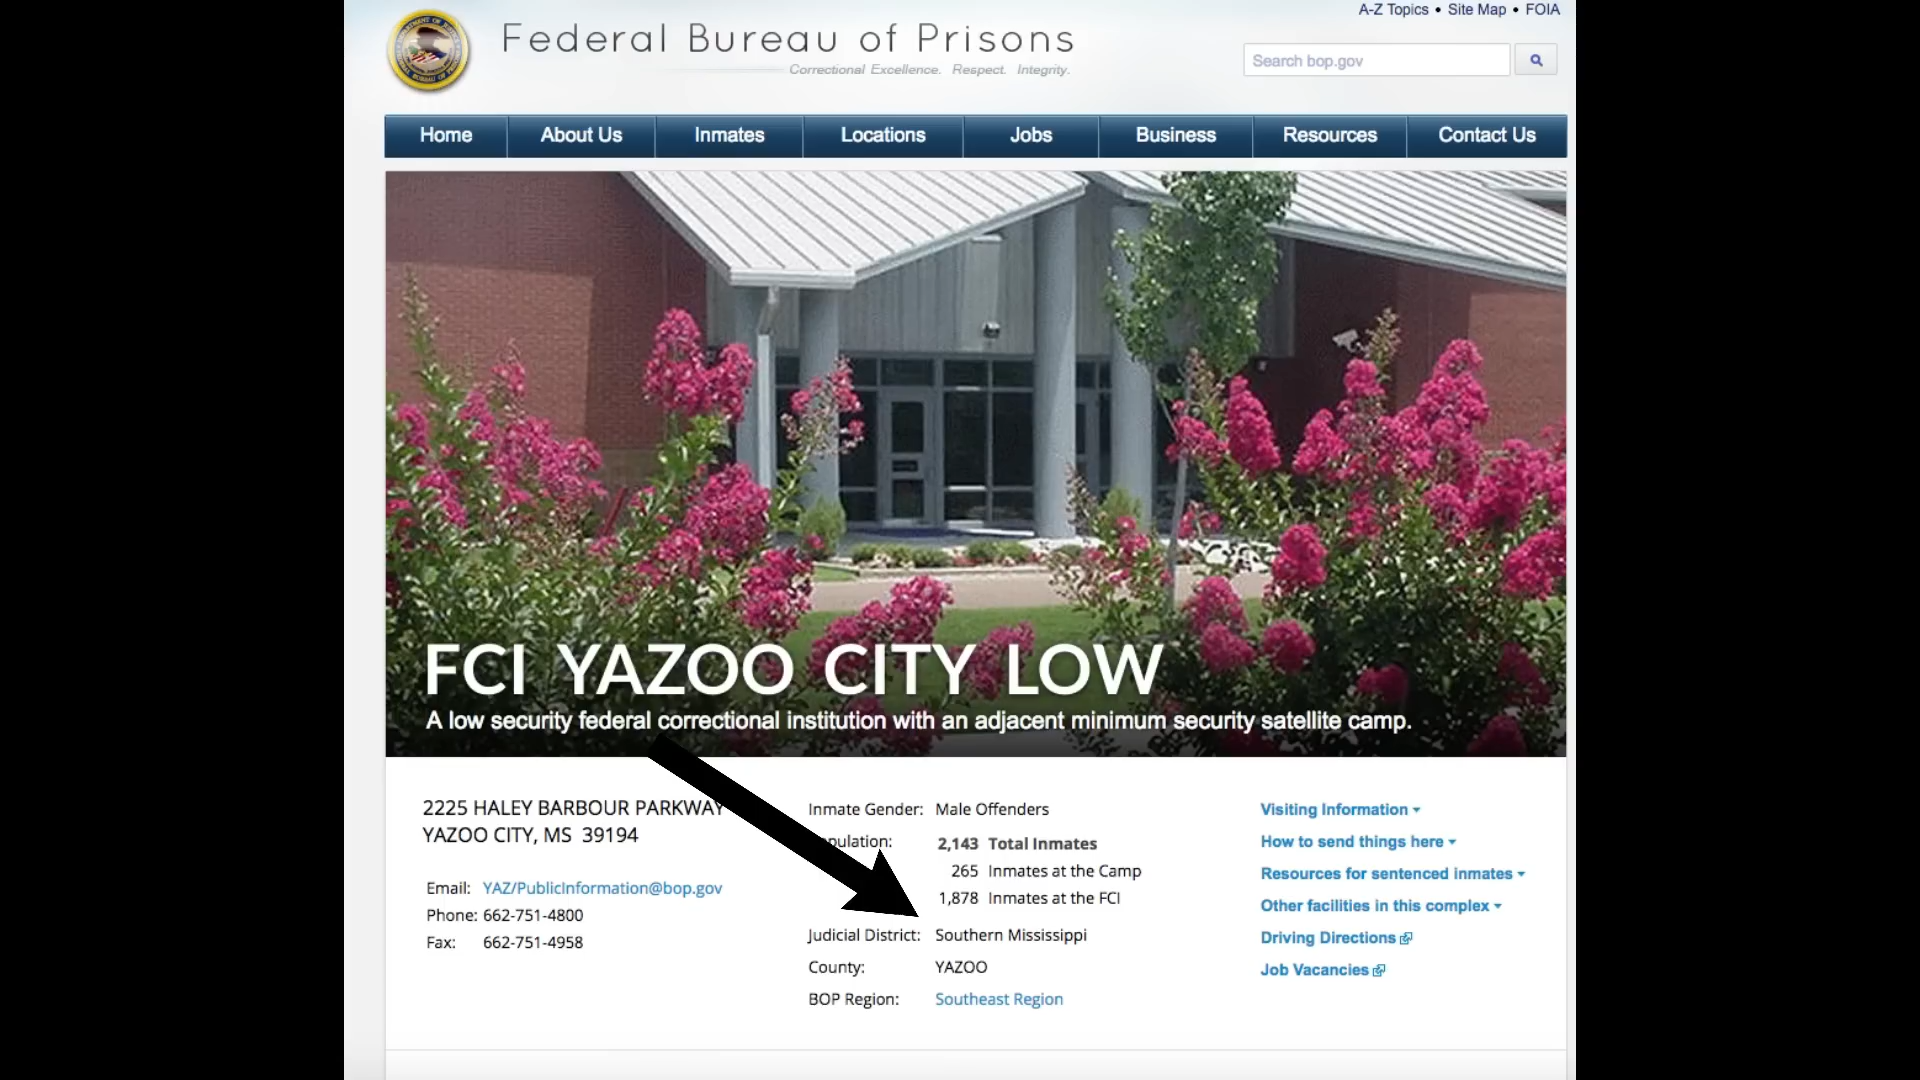 A-Z Topics • Site Map • FOIA
Federal Bureau of Prisons
Correctional Excellence. Respect. Integrity.
Search bop.gov
Home About Us Inmates Locations Jobs Business Resources Contact Us
FCI YAZOO CITY LOW
A low security federal correctional institution with an adjacent minimum security satellite camp.
2225 HALEY BARBOUR PARKWAY
YAZOO CITY, MS 39194
Email: YAZ/PublicInformation@bop.gov
Phone: 662-751-4800
Fax: 662-751-4958
Inmate Gender: Male Offenders
2,143 Total Inmates
265 Inmates at the Camp
1,878 Inmates at the FCI
Judicial District: Southern Mississippi
County: YAZOO
BOP Region: Southeast Region
Visiting Information
How to send things here
Resources for sentenced inmates
Other facilities in this complex
Driving Directions
Job Vacancies